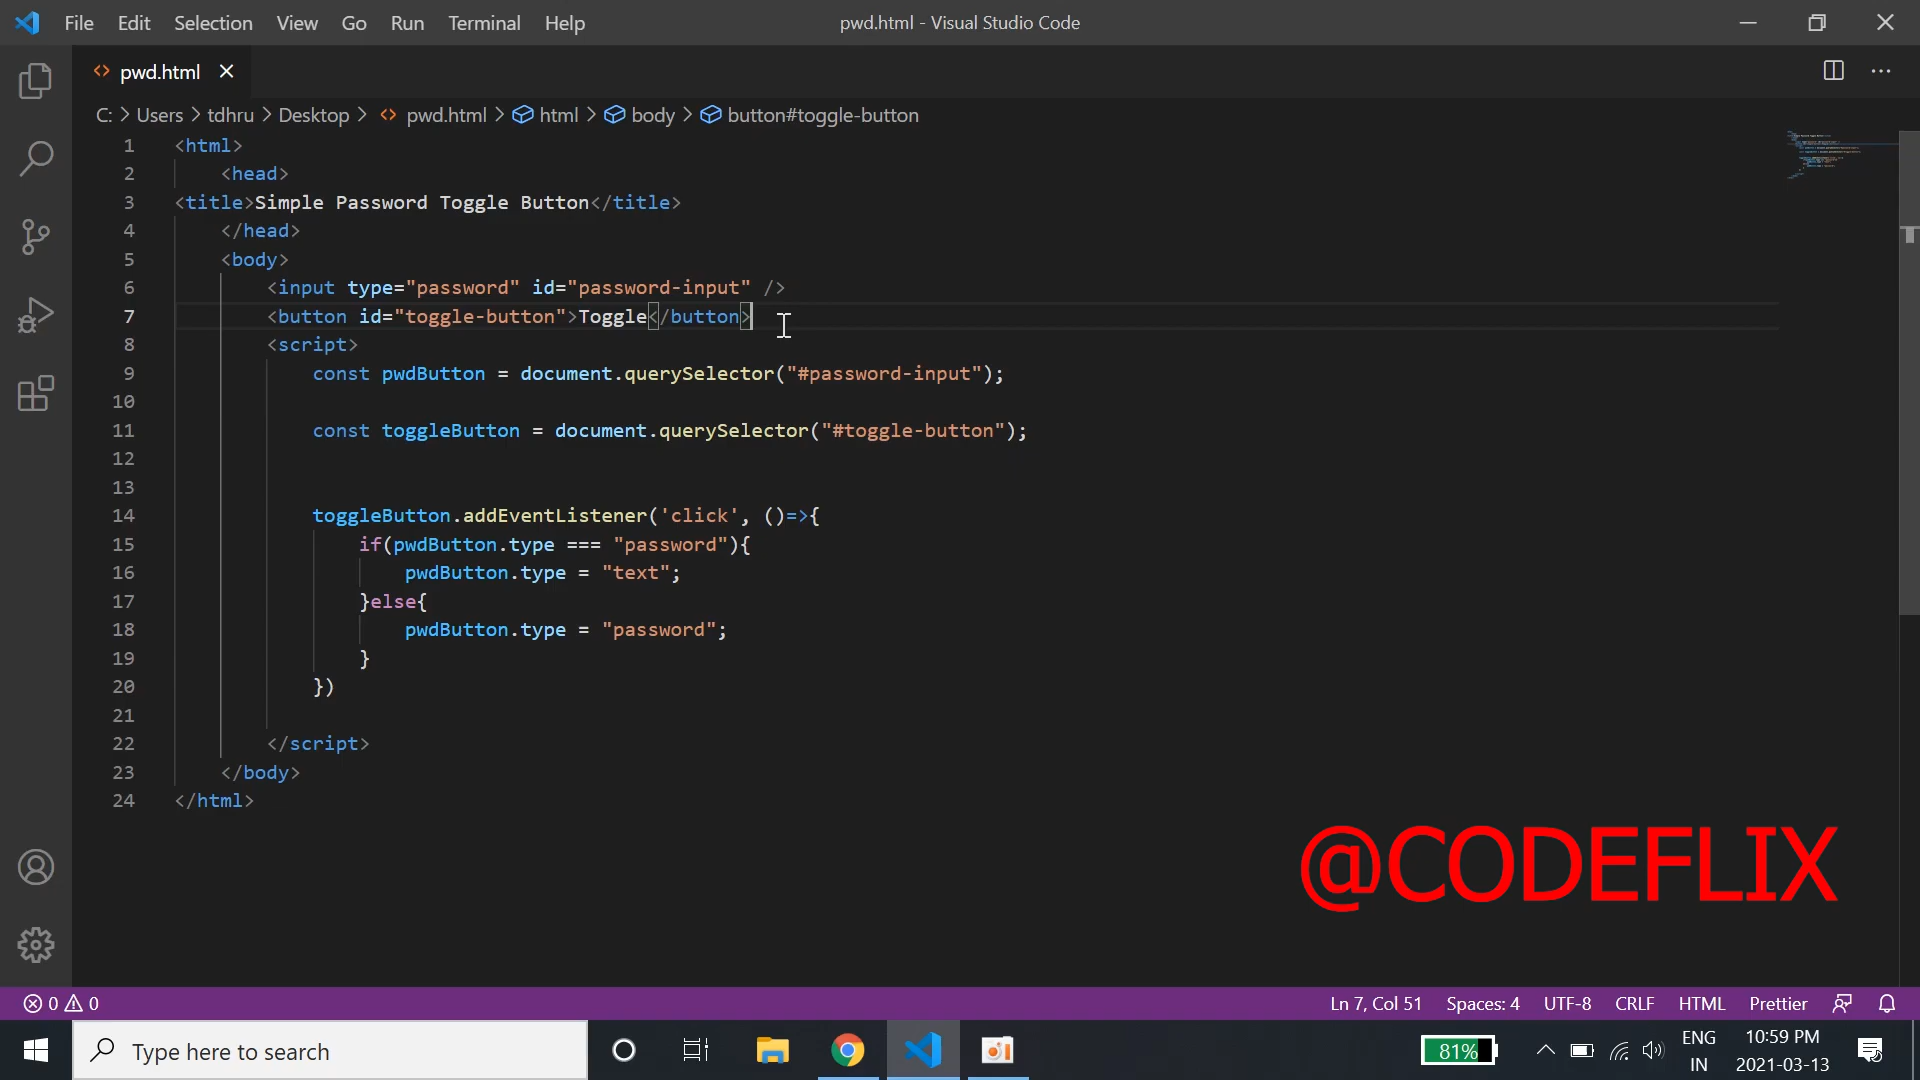 File Edit Selection View Go Run Terminal Help pwd.html - Visual Studio Code
pwd.html
C: > Users > tdhru > Desktop > pwd.html > html > body > button#toggle-button
1 <html>
2 <head>
3 <title>Simple Password Toggle Button</title>
4 </head>
5 <body>
6 <input type="password" id="password-input" />
7 <button id="toggle-button">Toggle</button>
8 <script>
9 const pwdButton = document.querySelector("#password-input");
10
11 const toggleButton = document.querySelector("#toggle-button");
12
13
14 toggleButton.addEventListener('click', ()=>{
15 if(pwdButton.type === "password"){
16 pwdButton.type = "text";
17 }else{
18 pwdButton.type = "password";
19 }
20 })
21
22 </script>
23 </body>
24 </html>
@CODEFLIX
0 0 Ln 7, Col 51 Spaces: 4 UTF-8 CRLF HTML Prettier
Type here to search
81%
ENG
IN
10:59 PM
2021-03-13